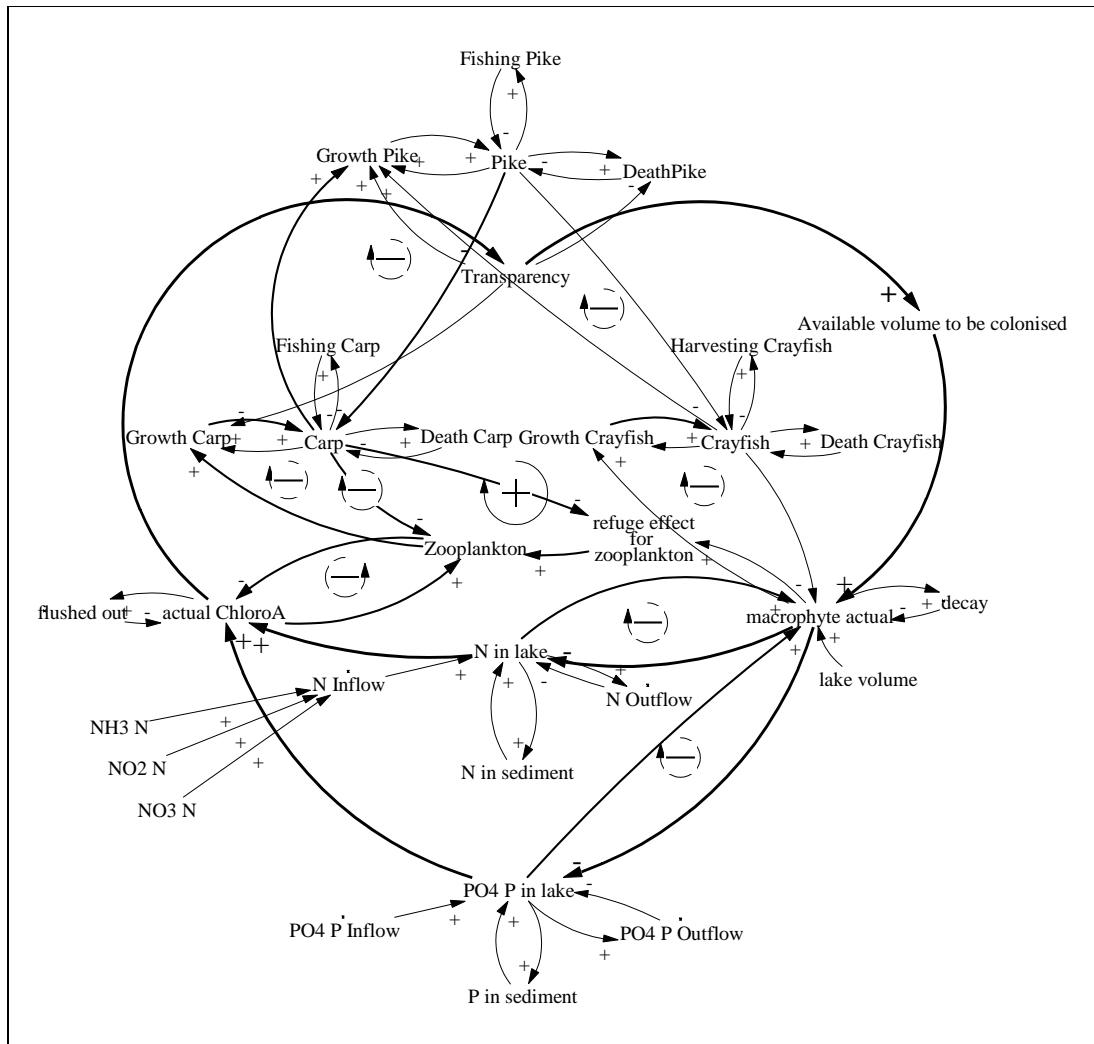 Fishing Pike
Growth Pike
Pike
DeathPike
Transparency
Available volume to be colonised
Fishing Carp
Harvesting Crayfish
Growth Carp
Carp
Death Carp
Growth Crayfish
Crayfish
Death Crayfish
refuge effect
for
zooplankton
Zooplankton
flushed out
actual ChloroA
macrophyte actual
decay
N in lake
lake volume
N Inflow
N Outflow
NH3 N
NO2 N
N in sediment
NO3 N
PO4 P in lake
PO4 P Inflow
PO4 P Outflow
P in sediment